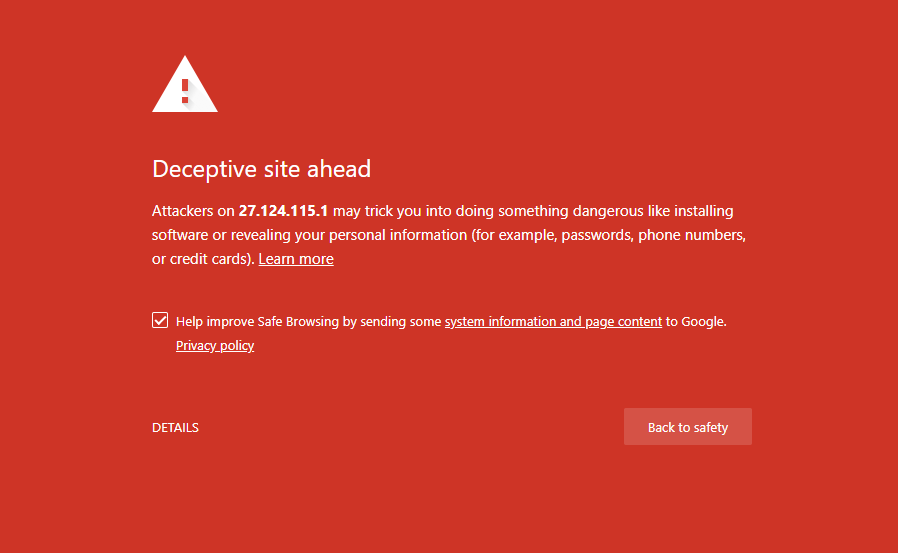 Deceptive site ahead
Attackers on 27.124.115.1 may trick you into doing something dangerous like installing
software or revealing your personal information (for example, passwords, phone numbers,
or credit cards). Learn more
Help improve Safe Browsing by sending some system information and page content to Google.
Privacy policy
DETAILS
Back to safety